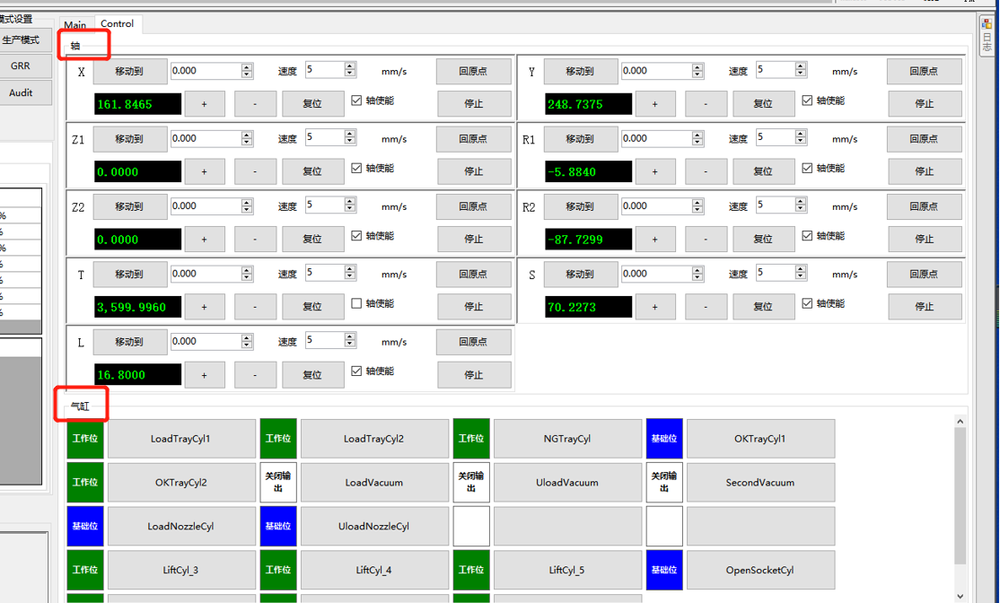 模式设置
生产模式
GRR
Audit
%
%
%
%
%
%
%
Main Control
日志
轴
X 移动到 0.000 速度 5 mm/s 回原点
161.8465 + - 复位 轴使能 停止
Y 移动到 0.000 速度 5 mm/s 回原点
248.7375 + - 复位 轴使能 停止
Z1 移动到 0.000 速度 5 mm/s 回原点
0.0000 + - 复位 轴使能 停止
R1 移动到 0.000 速度 5 mm/s 回原点
-5.8840 + - 复位 轴使能 停止
Z2 移动到 0.000 速度 5 mm/s 回原点
0.0000 + - 复位 轴使能 停止
R2 移动到 0.000 速度 5 mm/s 回原点
-87.7299 + - 复位 轴使能 停止
T 移动到 0.000 速度 5 mm/s 回原点
3,599.9960 + - 复位 轴使能 停止
S 移动到 0.000 速度 5 mm/s 回原点
70.2273 + - 复位 轴使能 停止
L 移动到 0.000 速度 5 mm/s 回原点
16.8000 + - 复位 轴使能 停止
气缸
工作位 LoadTrayCyl1 工作位 LoadTrayCyl2 工作位 NGTrayCyl 基础位 OKTrayCyl1
工作位 OKTrayCyl2 关闭输出 LoadVacuum 关闭输出 UloadVacuum 关闭输出 SecondVacuum
基础位 LoadNozzleCyl 基础位 UloadNozzleCyl
工作位 LiftCyl_3 工作位 LiftCyl_4 工作位 LiftCyl_5 基础位 OpenSocketCyl